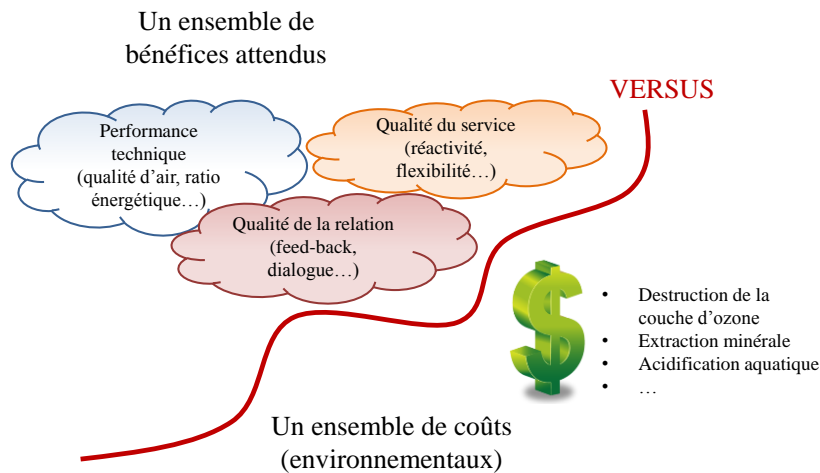 Un ensemble de
bénéfices attendus
VERSUS
Performance
technique
(qualité d’air, ratio
énergétique…)
Qualité du service
(réactivité,
flexibilité…)
Qualité de la relation
(feed-back,
dialogue…)
• Destruction de la
couche d’ozone
• Extraction minérale
• Acidification aquatique
• …
Un ensemble de coûts
(environnementaux)